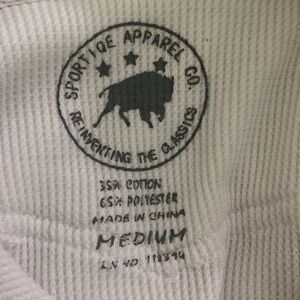 SPORTIQE APPAREL CO.
REINVENTING THE CLASSICS
35% COTTON
65% POLYESTER
MADE IN CHINA
MEDIUM